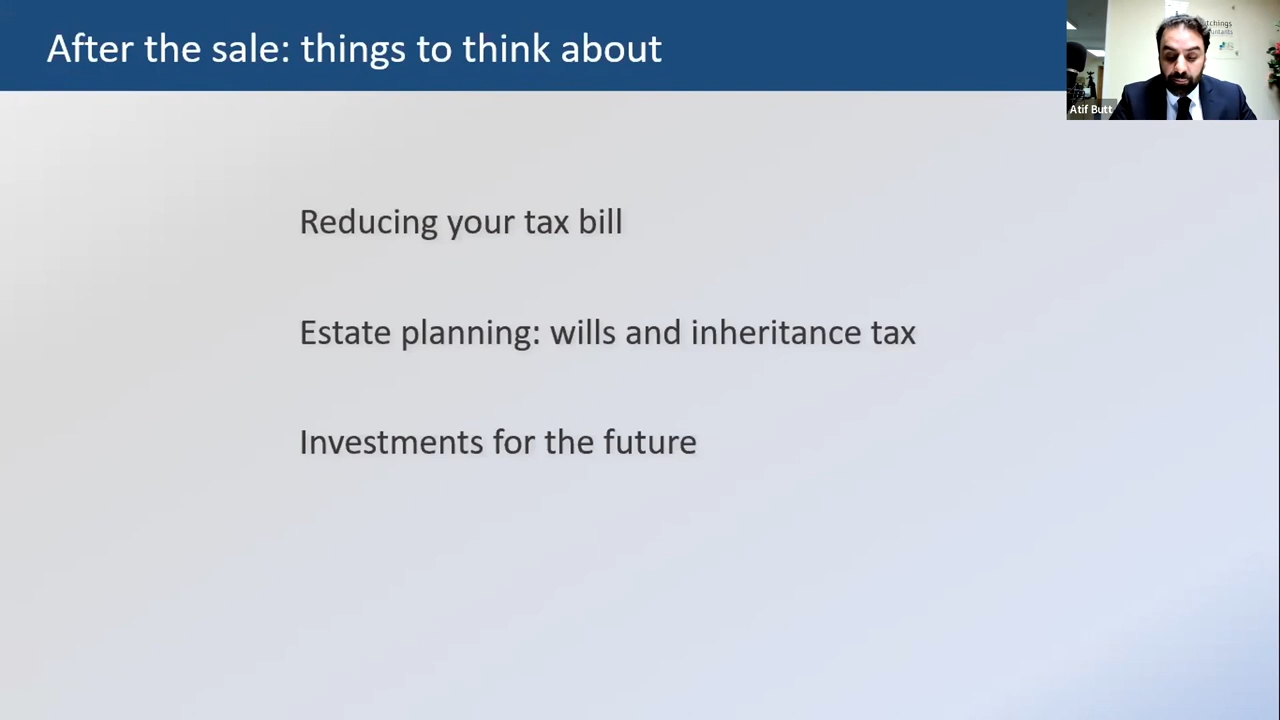 After the sale: things to think about
Atif Butt
Reducing your tax bill
Estate planning: wills and inheritance tax
Investments for the future